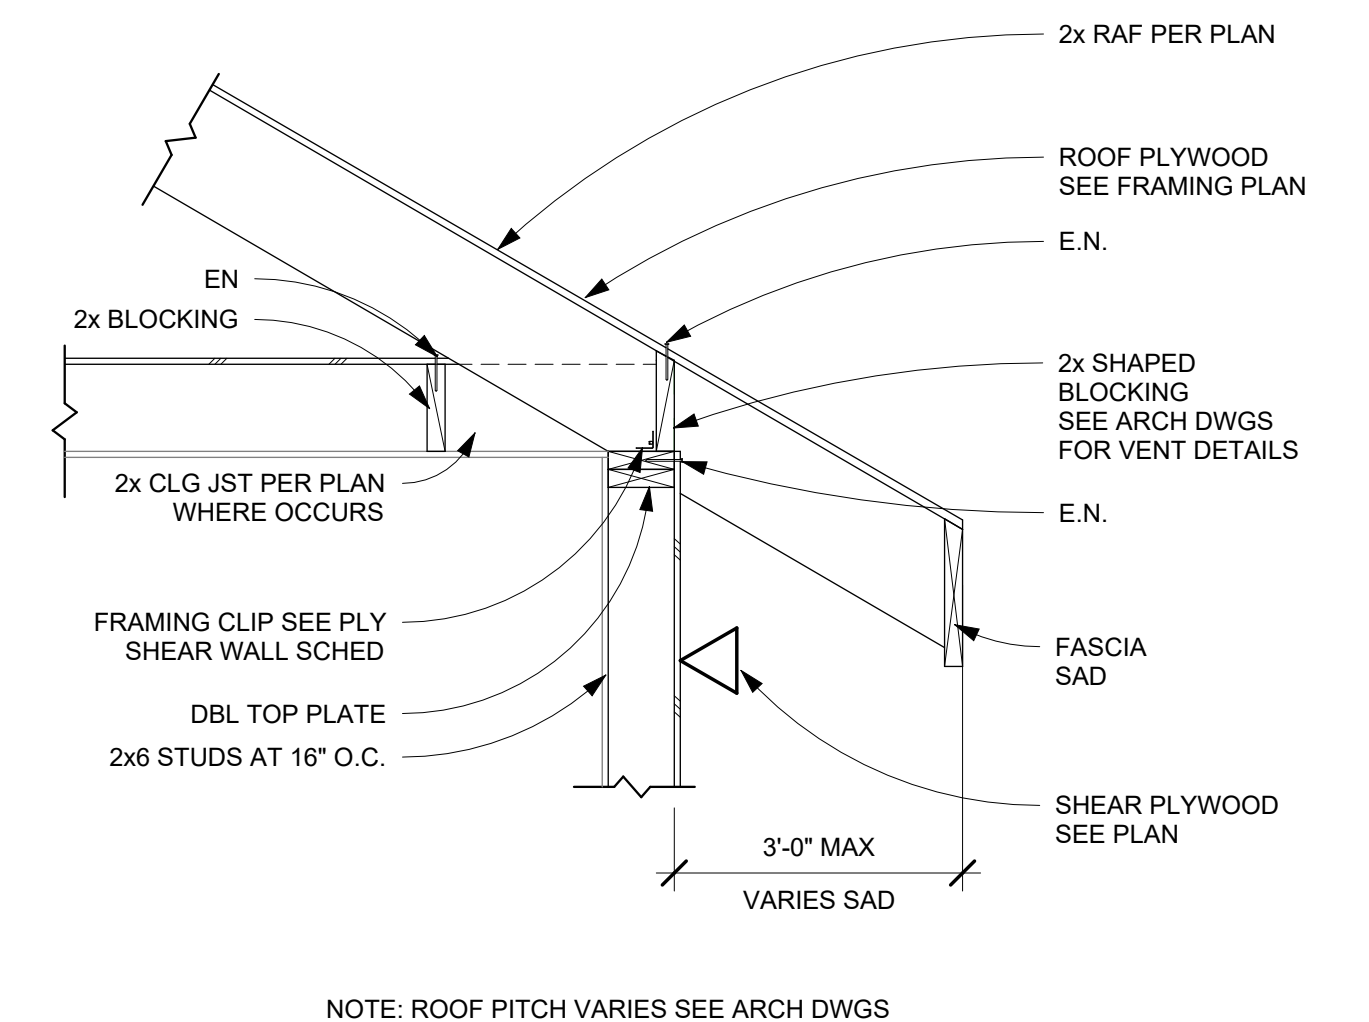 2x RAF PER PLAN
ROOF PLYWOOD
SEE FRAMING PLAN
E.N.
EN
2x BLOCKING
2x SHAPED
BLOCKING
SEE ARCH DWGS
FOR VENT DETAILS
2x CLG JST PER PLAN
WHERE OCCURS
E.N.
FRAMING CLIP SEE PLY
SHEAR WALL SCHED
FASCIA
SAD
DBL TOP PLATE
2x6 STUDS AT 16" O.C.
SHEAR PLYWOOD
SEE PLAN
3'-0" MAX
VARIES SAD
NOTE: ROOF PITCH VARIES SEE ARCH DWGS